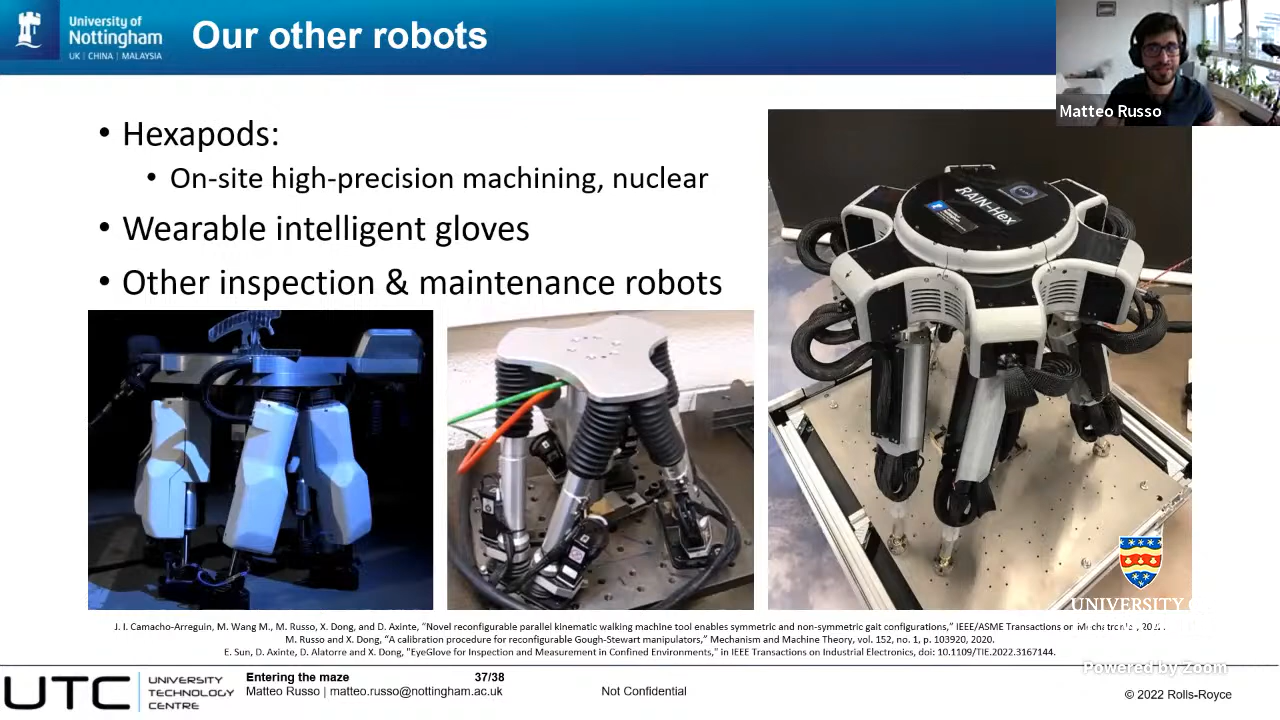 University of
Nottingham
UK | CHINA | MALAYSIA
Our other robots
Matteo Russo
• Hexapods:
• On-site high-precision machining, nuclear
• Wearable intelligent gloves
• Other inspection & maintenance robots
RAIN-Hex
J. I. Camacho-Arreguin, M. Wang M., M. Russo, X. Dong, and D. Axinte, “Novel reconfigurable parallel kinematic walking machine tool enables symmetric and non-symmetric gait configurations,” IEEE/ASME Transactions on
M. Russo and X. Dong, “A calibration procedure for reconfigurable Gough-Stewart manipulators,” Mechanism and Machine Theory, vol. 152, no. 1, p. 103920, 2020.
E. Sun, D. Axinte, D. Alatorre and X. Dong, "EyeGlove for Inspection and Measurement in Confined Environments," in IEEE Transactions on Industrial Electronics, doi: 10.1109/TIE.2022.3167144.
UNIVERSITY
Powered by Zoom
UTC
UNIVERSITY
TECHNOLOGY
CENTRE
Entering the maze 37/38
Matteo Russo | matteo.russo@nottingham.ac.uk
Not Confidential
© 2022 Rolls-Royce